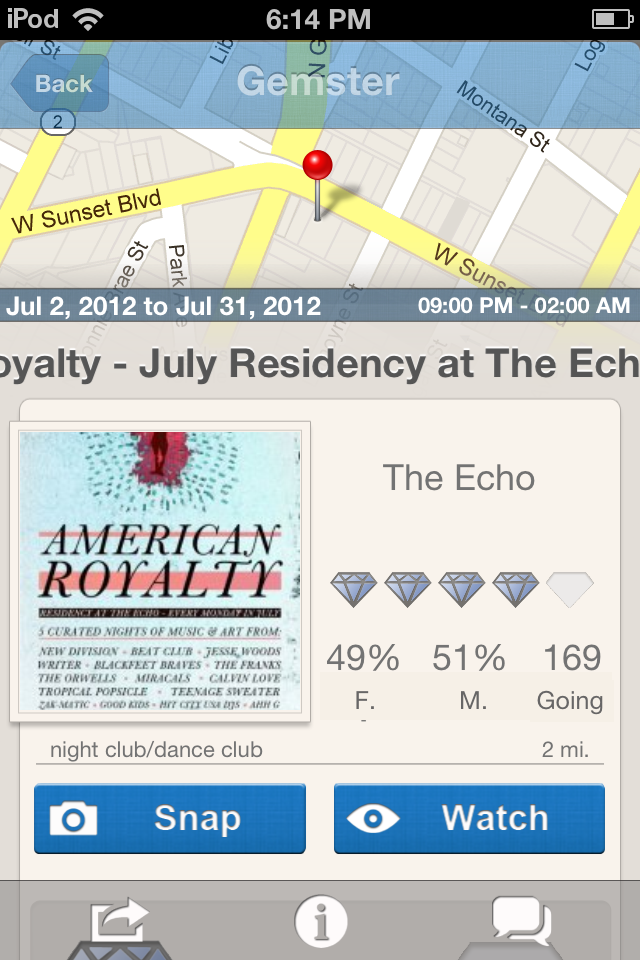 iPod 6:14 PM
Back
Gemster
N G
Lib
Log
Montana St
2
W Sunset Blvd
Park A
W Sunset
Jul 2, 2012 to Jul 31, 2012 09:00 PM - 02:00 AM
oyalty - July Residency at The Ech
The Echo
AMERICAN
ROYALTY
RESIDENCY AT THE ECHO - EVERY MONDAY IN JULY
5 CURATED NIGHTS OF MUSIC & ART FROM:
NEW DIVISION • BEAT CLUB • JESSE WOODS
WRITER • BLACKFEET BRAVES • THE FRANKS
THE ORWELLS • MIRACALS • CALVIN LOVE
TROPICAL POPSICLE • TEENAGE SWEATER
ZAK-MATIC • GOOD KIDS • HIT CITY USA DJS • AHH G
49% 51% 169
F. M. Going
night club/dance club 2 mi.
Snap
Watch